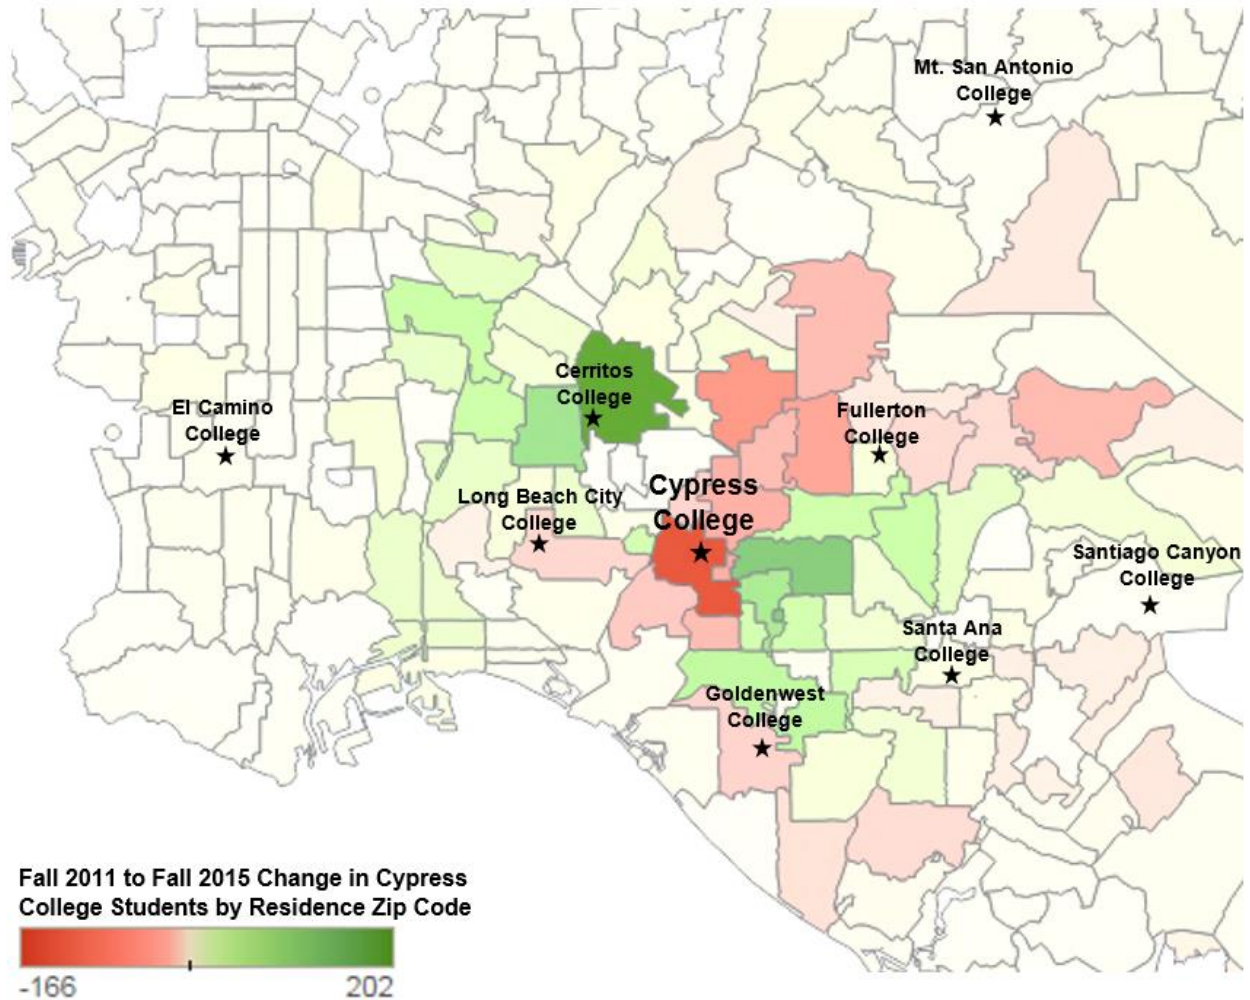 Mt. San Antonio
College
Cerritos
College
El Camino
College
Fullerton
College
Cypress
College
Long Beach City
College
Santiago Canyon
College
Santa Ana
College
Goldenwest
College
Fall 2011 to Fall 2015 Change in Cypress
College Students by Residence Zip Code
-166 202